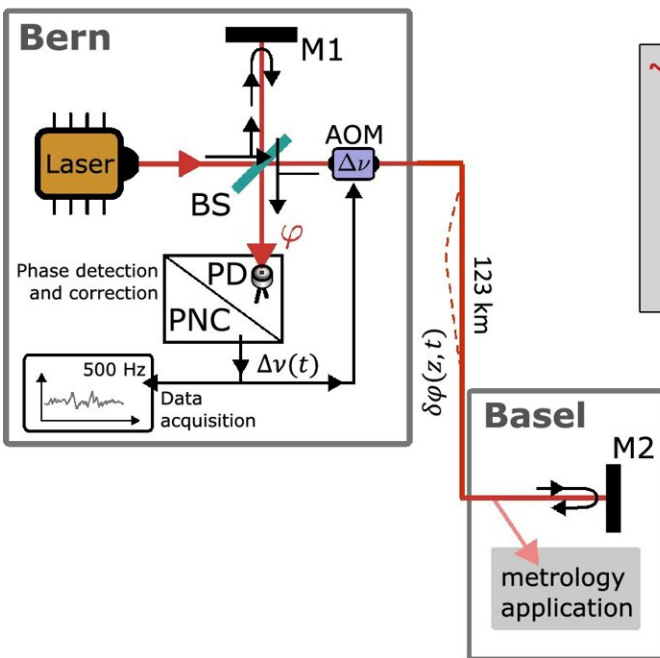 Bern
M1
AOM
Laser
Δν
BS
φ
Phase detection
and correction
PD
PNC
123 km
500 Hz
Δν(t)
Data
acquisition
δφ(z,t)
Basel
M2
metrology
application